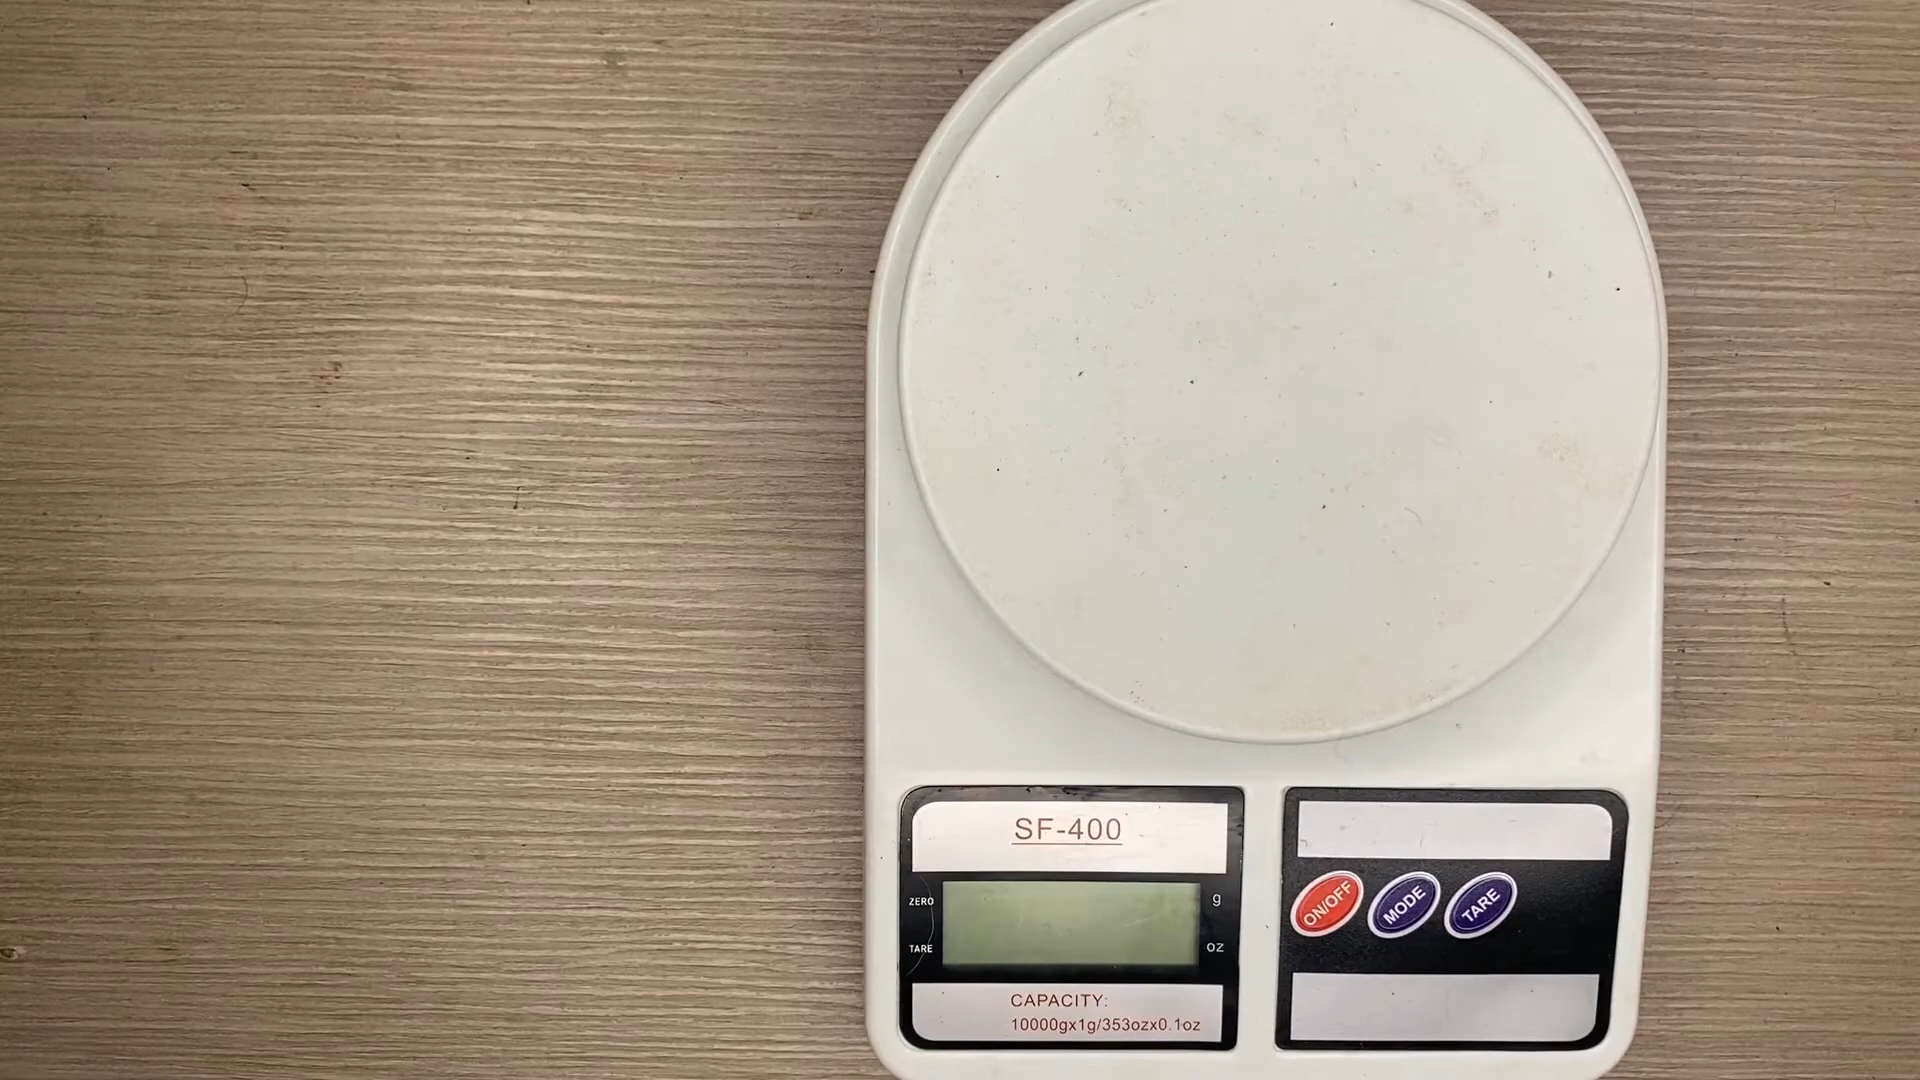 SF-400
ZERO
g
TARE
oz
CAPACITY:
10000gx1g/353ozx0.1oz
ON/OFF
MODE
TARE